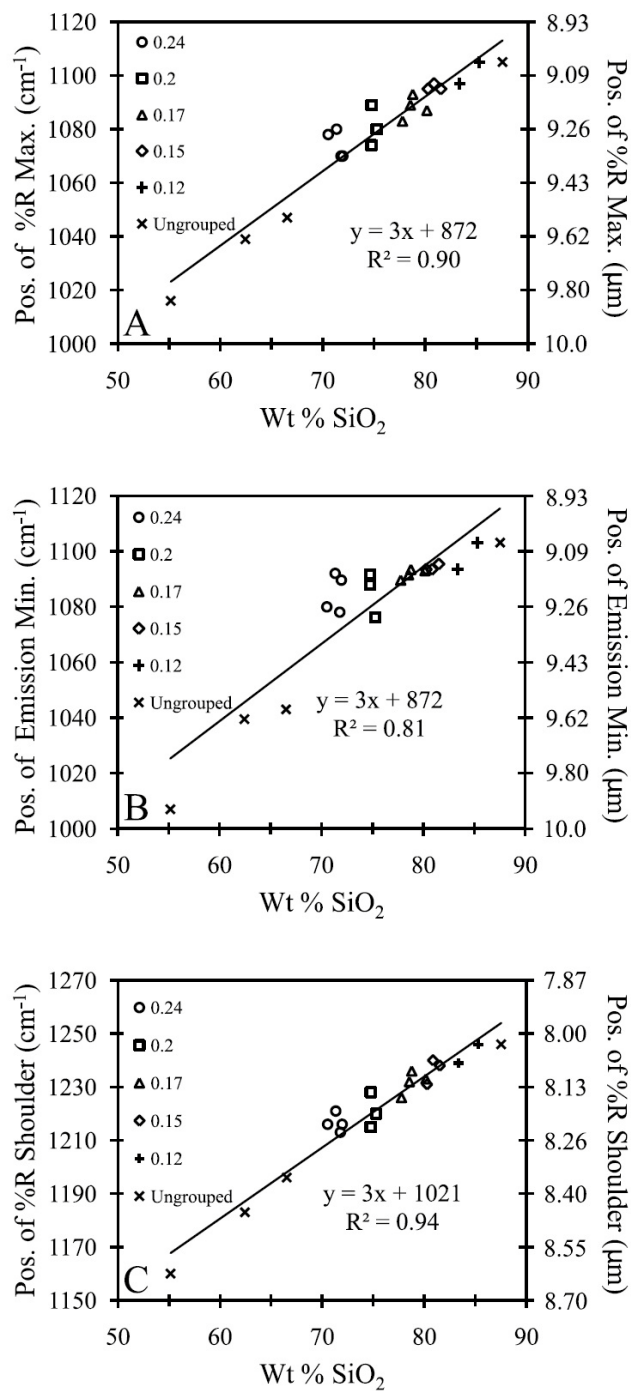 Pos. of %R Max. (cm⁻¹)
1120
1100
1080
1060
1040
1020
1000
0.24
0.2
0.17
0.15
0.12
Ungrouped
y = 3x + 872
R² = 0.90
A
8.93
9.09
9.26
9.43
9.62
9.80
10.0
Pos. of %R Max. (μm)
50 60 70 80 90
Wt % SiO₂
Pos. of Emission Min. (cm⁻¹)
1120
1100
1080
1060
1040
1020
1000
0.24
0.2
0.17
0.15
0.12
Ungrouped
y = 3x + 872
R² = 0.81
B
8.93
9.09
9.26
9.43
9.62
9.80
10.0
Pos. of Emission Min. (μm)
50 60 70 80 90
Wt % SiO₂
Pos. of %R Shoulder (cm⁻¹)
1270
1250
1230
1210
1190
1160
1150
0.24
0.2
0.17
0.15
0.12
Ungrouped
y = 3x + 1021
R² = 0.94
C
7.87
8.00
8.13
8.26
8.40
8.55
8.70
Pos. of %R Shoulder (μm)
50 60 70 80 90
Wt % SiO₂